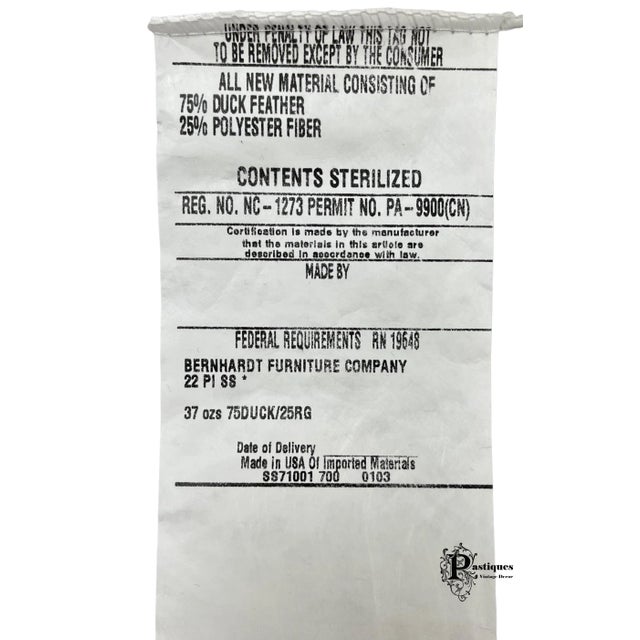 UNDER PENALTY OF LAW THIS TAG NOT
TO BE REMOVED EXCEPT BY THE CONSUMER
ALL NEW MATERIAL CONSISTING OF
75% DUCK FEATHER
25% POLYESTER FIBER
CONTENTS STERILIZED
REG. NO. NC-1273 PERMIT NO. PA-9900(CN)
Certification is made by the manufacturer
that the materials in this article are
described in accordance with law.
MADE BY
FEDERAL REQUIREMENTS RN 19648
BERNHARDT FURNITURE COMPANY
22 PI SS *
37 ozs 75DUCK/25RG
Date of Delivery
Made in USA Of Imported Materials
SS71001 700 0103
Pastiques
Vintage Decor